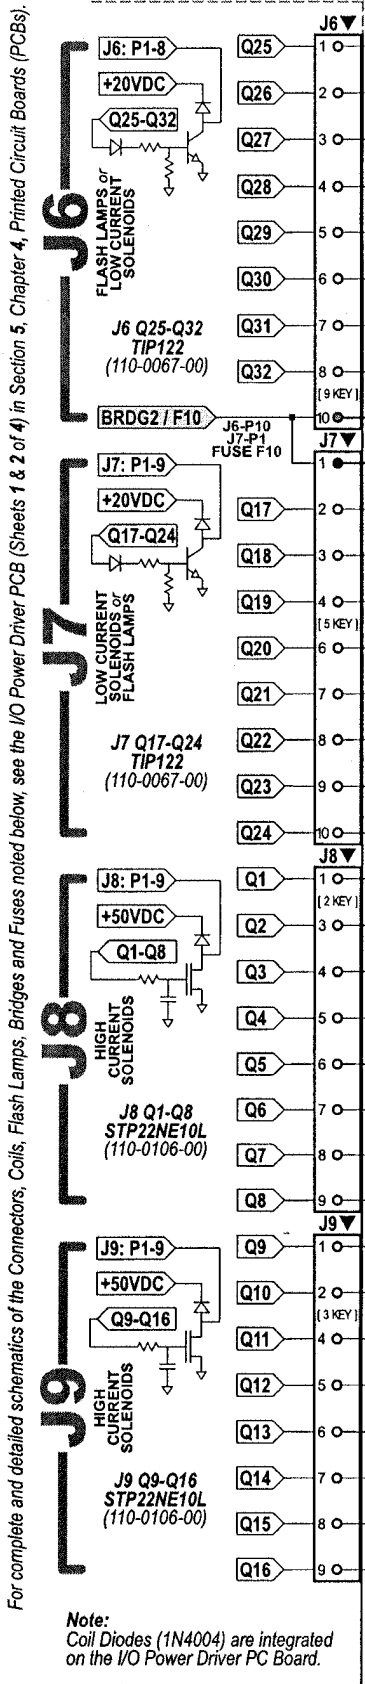 For complete and detailed schematics of the Connectors, Coils, Flash Lamps, Bridges and Fuses noted below, see the I/O Power Driver PCB (Sheets 1 & 2 of 4) in Section 5, Chapter 4, Printed Circuit Boards (PCBs).
J6
J6: P1-8
+20VDC
Q25-Q32
FLASH LAMPS or
LOW CURRENT
SOLENOIDS
J6 Q25-Q32
TIP122
(110-0067-00)
BRDG2 / F10
J6-P10
J7-P1
FUSE F10
J6▼
Q25 1
Q26 2
Q27 3
Q28 4
Q29 5
Q30 6
Q31 7
Q32 8
[ 9 KEY ]
10
J7
J7: P1-9
+20VDC
Q17-Q24
LOW CURRENT
SOLENOIDS or
FLASH LAMPS
J7 Q17-Q24
TIP122
(110-0067-00)
J7▼
1
Q17 2
Q18 3
Q19 4
[ 5 KEY ]
Q20 6
Q21 7
Q22 8
Q23 9
Q24 10
J8
J8: P1-9
+50VDC
Q1-Q8
HIGH
CURRENT
SOLENOIDS
J8 Q1-Q8
STP22NE10L
(110-0106-00)
J8▼
Q1 1
[ 2 KEY ]
Q2 3
Q3 4
Q4 5
Q5 6
Q6 7
Q7 8
Q8 9
J9
J9: P1-9
+50VDC
Q9-Q16
HIGH
CURRENT
SOLENOIDS
J9 Q9-Q16
STP22NE10L
(110-0106-00)
J9▼
Q9 1
Q10 2
[ 3 KEY ]
Q11 4
Q12 5
Q13 6
Q14 7
Q15 8
Q16 9
Note:
Coil Diodes (1N4004) are integrated
on the I/O Power Driver PC Board.